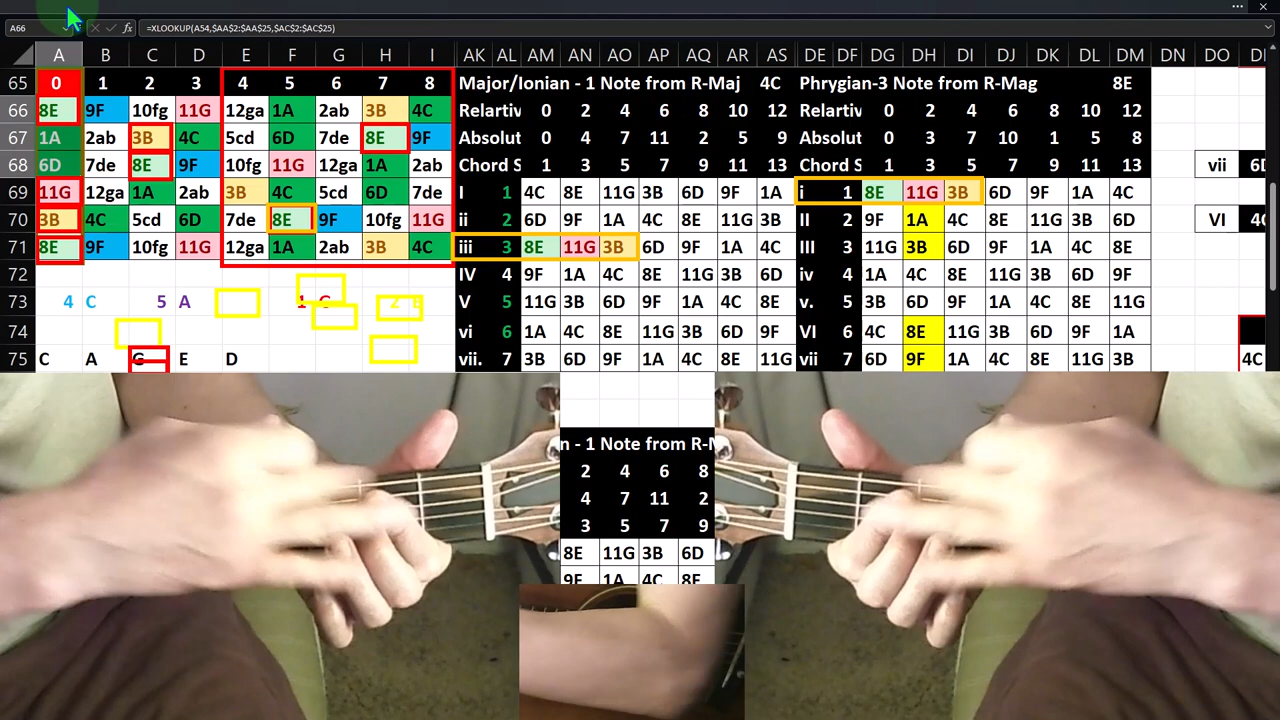 A66 fx =XLOOKUP(A54,$AA$2:$AA$25,$AC$2:$AC$25)
A B C D E F G H I AK AL AM AN AO AP AQ AR AS DE DF DG DH DI DJ DK DL DM DN DO
65 0 1 2 3 4 5 6 7 8 Major/Ionian - 1 Note from R-Maj 4C Phrygian-3 Note from R-Mag 8E
66 8E 9F 10fg 11G 12ga 1A 2ab 3B 4C Relartiv 0 2 4 6 8 10 12 Relartiv 0 2 4 6 8 10 12
67 1A 2ab 3B 4C 5cd 6D 7de 8E 9F Absolut 0 4 7 11 2 5 9 Absolut 0 3 7 10 1 5 8
68 6D 7de 8E 9F 10fg 11G 12ga 1A 2ab Chord S 1 3 5 7 9 11 13 Chord S 1 3 5 7 9 11 13 vii 6D
69 11G 12ga 1A 2ab 3B 4C 5cd 6D 7de I 1 4C 8E 11G 3B 6D 9F 1A i 1 8E 11G 3B 6D 9F 1A 4C
70 3B 4C 5cd 6D 7de 8E 9F 10fg 11G ii 2 6D 9F 1A 4C 8E 11G 3B II 2 9F 1A 4C 8E 11G 3B 6D VI
71 8E 9F 10fg 11G 12ga 1A 2ab 3B 4C iii 3 8E 11G 3B 6D 9F 1A 4C III 3 11G 3B 6D 9F 1A 4C 8E
72 IV 4 9F 1A 4C 8E 11G 3B 6D iv 4 1A 4C 8E 11G 3B 6D 9F
73 4 C 5 A 1 G 2 E V 5 11G 3B 6D 9F 1A 4C 8E v. 5 3B 6D 9F 1A 4C 8E 11G
74 vi 6 1A 4C 8E 11G 3B 6D 9F VI 6 4C 8E 11G 3B 6D 9F 1A
75 C A G E D vii. 7 3B 6D 9F 1A 4C 8E 11G vii 7 6D 9F 1A 4C 8E 11G 3B 4C
n - 1 Note from R-M
2 4 6 8
4 7 11 2
3 5 7 9
8E 11G 3B 6D
9F 1A 4C 8E